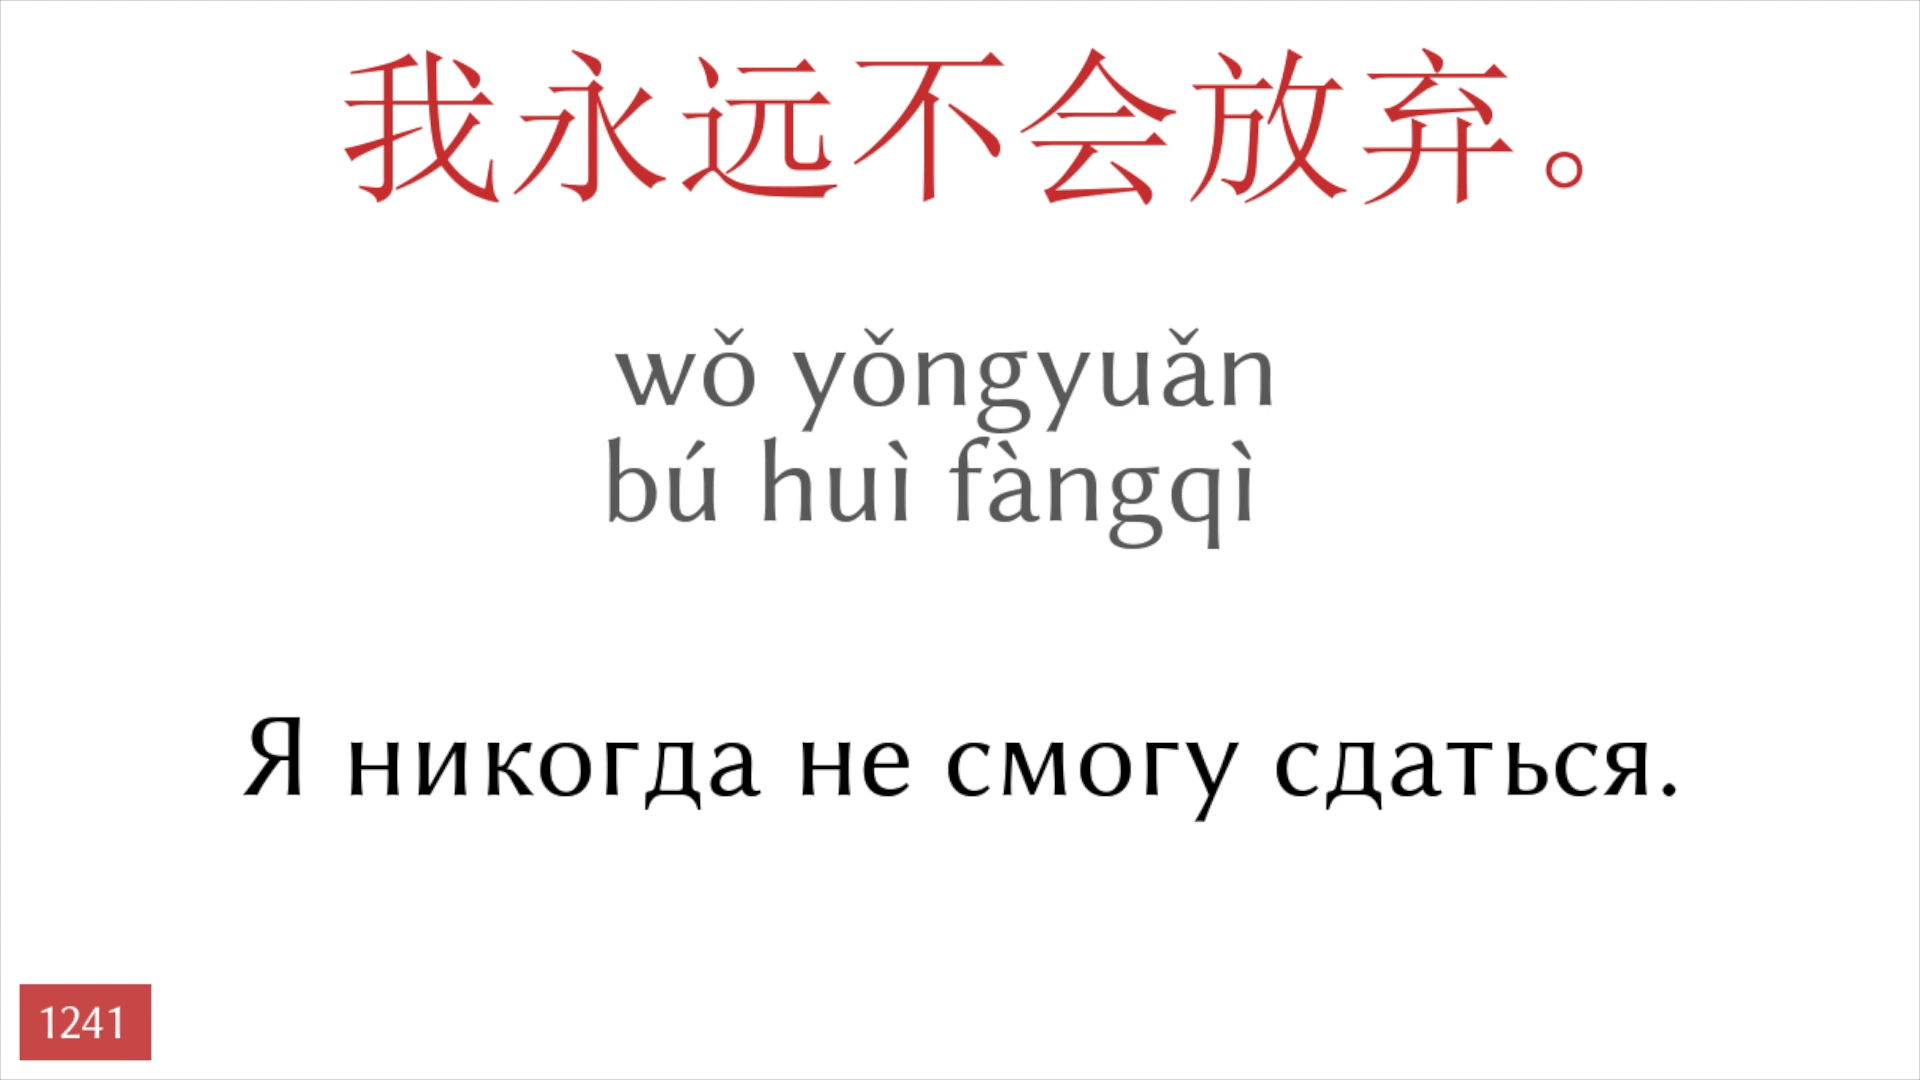 我永远不会放弃。
wǒ yǒngyuǎn
bú huì fàngqì
Я никогда не смогу сдаться.
1241